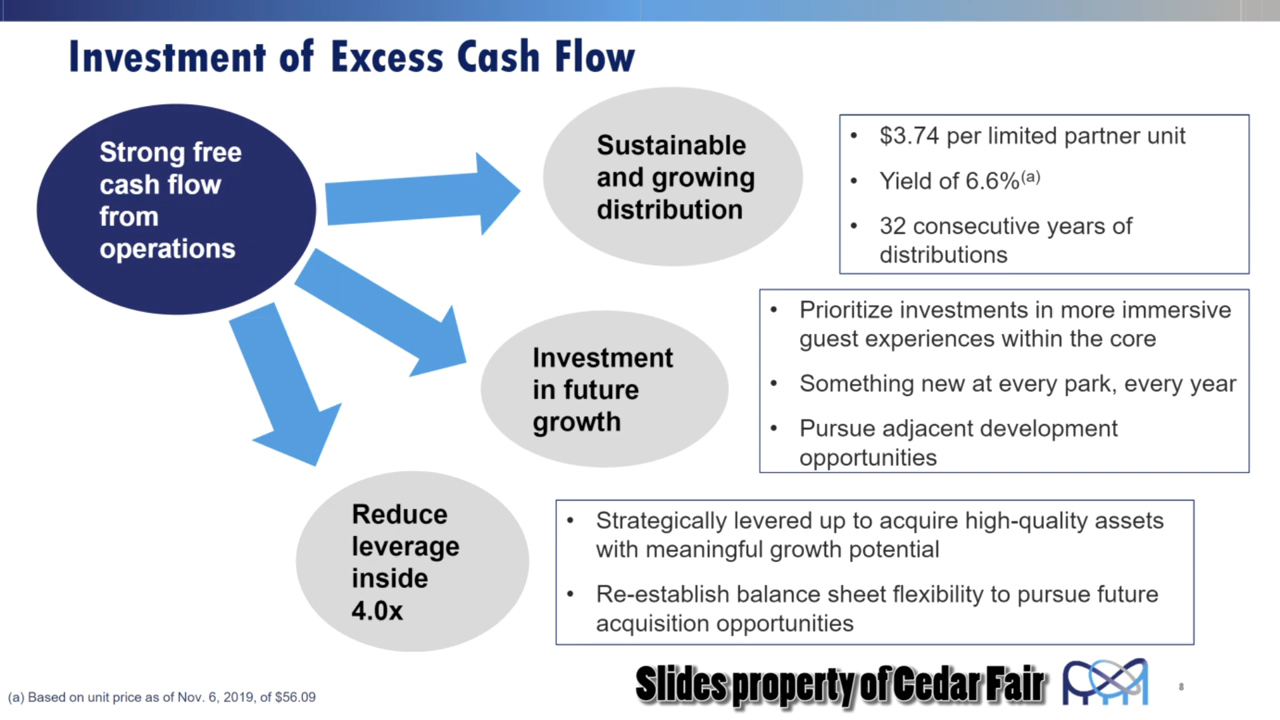 Investment of Excess Cash Flow
Strong free
cash flow
from
operations
Sustainable
and growing
distribution
• $3.74 per limited partner unit
• Yield of 6.6%(a)
• 32 consecutive years of
distributions
Investment
in future
growth
• Prioritize investments in more immersive
guest experiences within the core
• Something new at every park, every year
• Pursue adjacent development
opportunities
Reduce
leverage
inside
4.0x
• Strategically levered up to acquire high-quality assets
with meaningful growth potential
• Re-establish balance sheet flexibility to pursue future
acquisition opportunities
(a) Based on unit price as of Nov. 6, 2019, of $56.09
Slides property of Cedar Fair
8